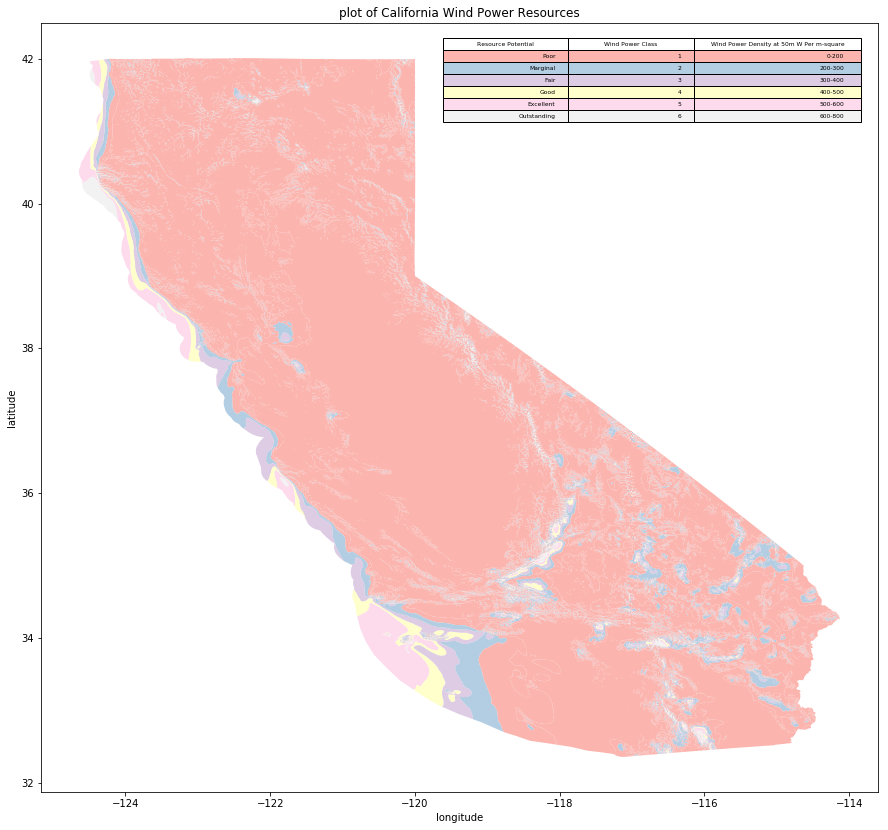 plot of California Wind Power Resources
Resource Potential Wind Power Class Wind Power Density at 50m W Per m-square
Poor 1 0-200
Marginal 2 200-300
Fair 3 300-400
Good 4 400-500
Excellent 5 500-600
Outstanding 6 600-800
42
40
38
36
34
32
latitude
−124 −122 −120 −118 −116 −114
longitude